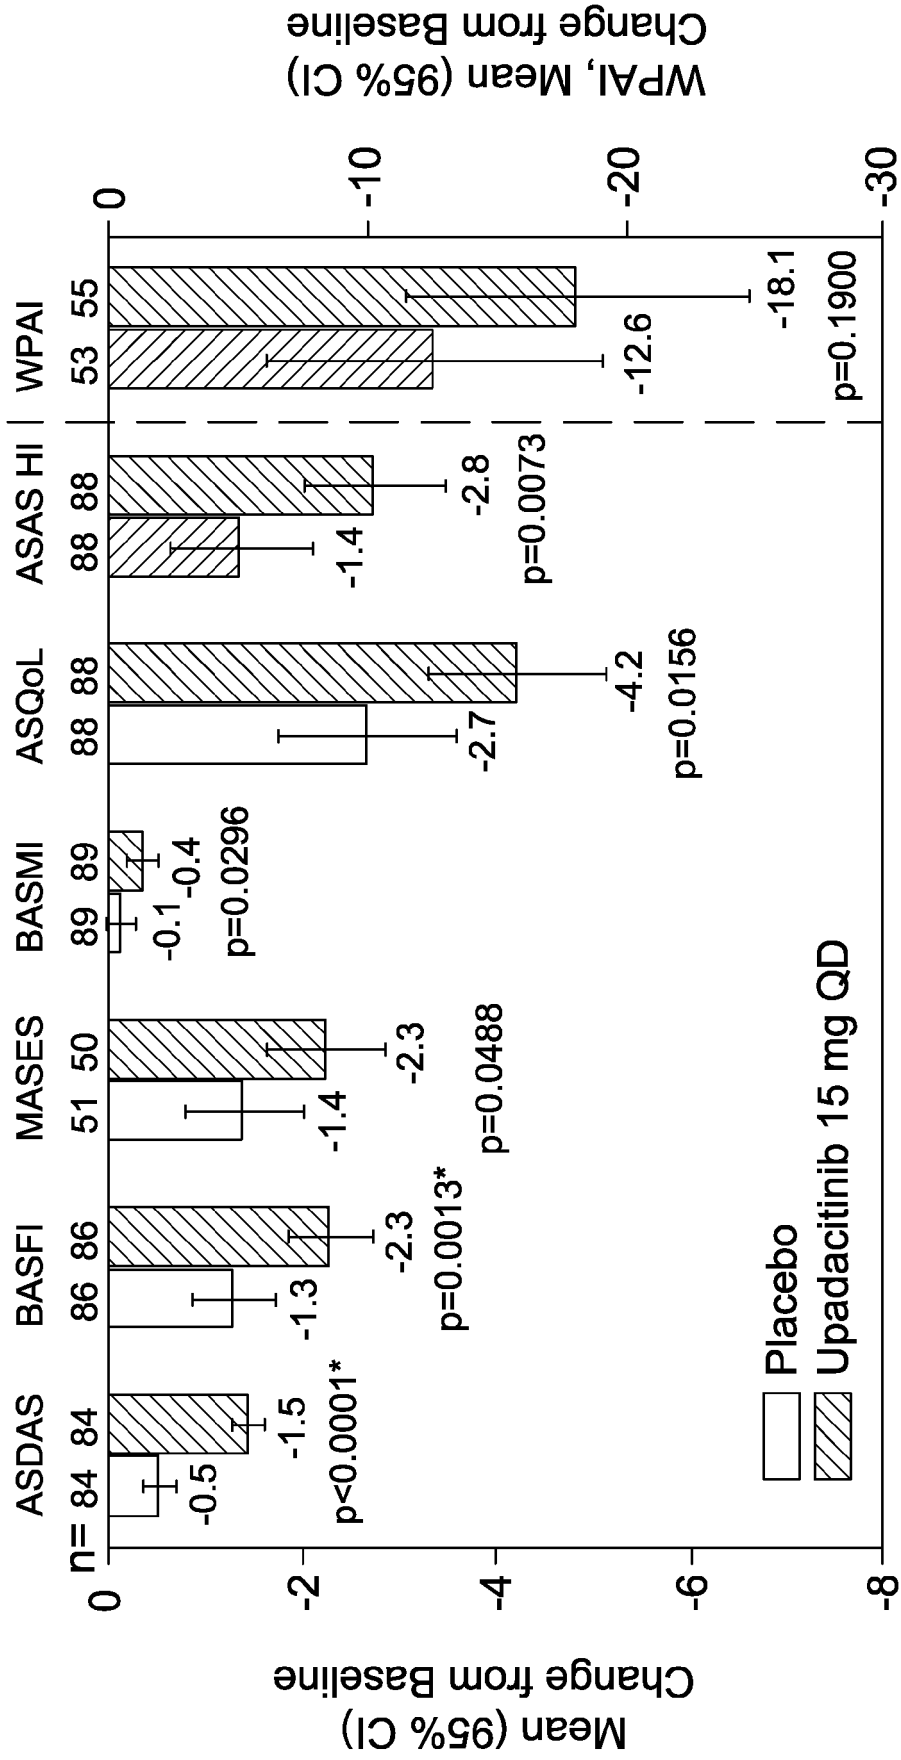 ASDAS BASFI MASES BASMI ASQoL ASAS HI WPAI
n= 84 84 86 86 51 50 89 89 88 88 88 88 53 55
Mean (95% CI)
Change from Baseline
0
-2
-4
-6
-8
-0.5
-1.5
p<0.0001*
-1.3
-2.3
p=0.0013*
-1.4
-2.3
p=0.0488
-0.1
-0.4
p=0.0296
-2.7
-4.2
p=0.0156
-1.4
-2.8
p=0.0073
-12.6
-18.1
p=0.1900
0
-10
-20
-30
WPAI, Mean (95% CI)
Change from Baseline
Placebo
Upadacitinib 15 mg QD